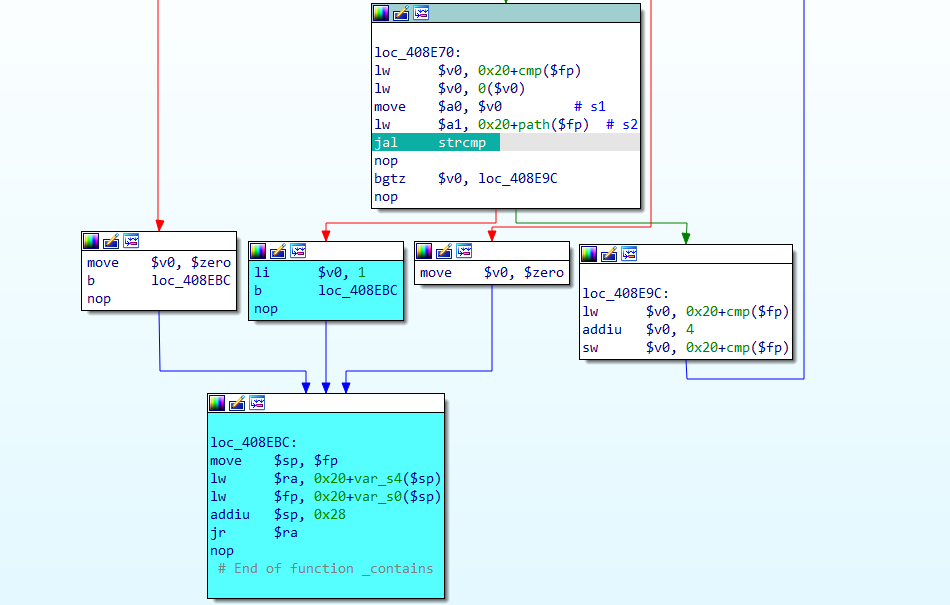 loc_408E70:
lw $v0, 0x20+cmp($fp)
lw $v0, 0($v0)
move $a0, $v0 # s1
lw $a1, 0x20+path($fp) # s2
jal strcmp
nop
bgtz $v0, loc_408E9C
nop
move $v0, $zero
b loc_408EBC
nop
li $v0, 1
b loc_408EBC
nop
move $v0, $zero
loc_408E9C:
lw $v0, 0x20+cmp($fp)
addiu $v0, 4
sw $v0, 0x20+cmp($fp)
loc_408EBC:
move $sp, $fp
lw $ra, 0x20+var_s4($sp)
lw $fp, 0x20+var_s0($sp)
addiu $sp, 0x28
jr $ra
nop
# End of function _contains